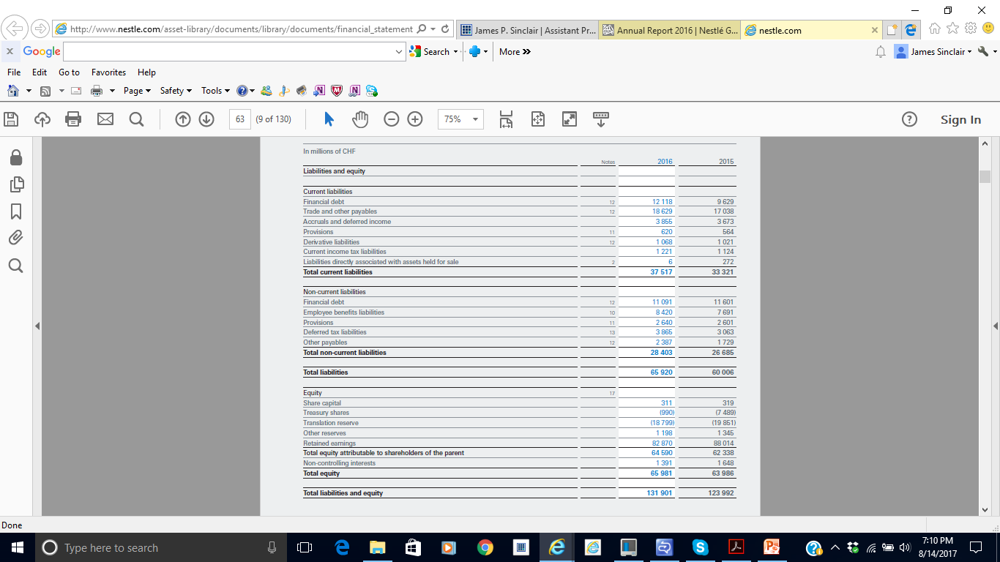 http://www.nestle.com/asset-library/documents/library/documents/financial_statement
James P. Sinclair | Assistant Pr...
Annual Report 2016 | Nestlé G...
nestle.com
X Google
Search
More »
James Sinclair
File Edit Go to Favorites Help
Page Safety Tools
63 (9 of 130) 75% Sign In
In millions of CHF
Notes 2016 2015
Liabilities and equity
Current liabilities
Financial debt 12 12 118 9 629
Trade and other payables 12 18 629 17 038
Accruals and deferred income 3 855 3 673
Provisions 11 620 564
Derivative liabilities 12 1 068 1 021
Current income tax liabilities 1 221 1 124
Liabilities directly associated with assets held for sale 2 6 272
Total current liabilities 37 517 33 321
Non-current liabilities
Financial debt 12 11 091 11 601
Employee benefits liabilities 10 8 420 7 691
Provisions 11 2 640 2 601
Deferred tax liabilities 13 3 865 3 063
Other payables 12 2 387 1 729
Total non-current liabilities 28 403 26 685
Total liabilities 65 920 60 006
Equity 17
Share capital 311 319
Treasury shares (990) (7 489)
Translation reserve (18 799) (19 851)
Other reserves 1 198 1 345
Retained earnings 82 870 88 014
Total equity attributable to shareholders of the parent 64 590 62 338
Non-controlling interests 1 391 1 648
Total equity 65 981 63 986
Total liabilities and equity 131 901 123 992
Done
Type here to search
7:10 PM
8/14/2017